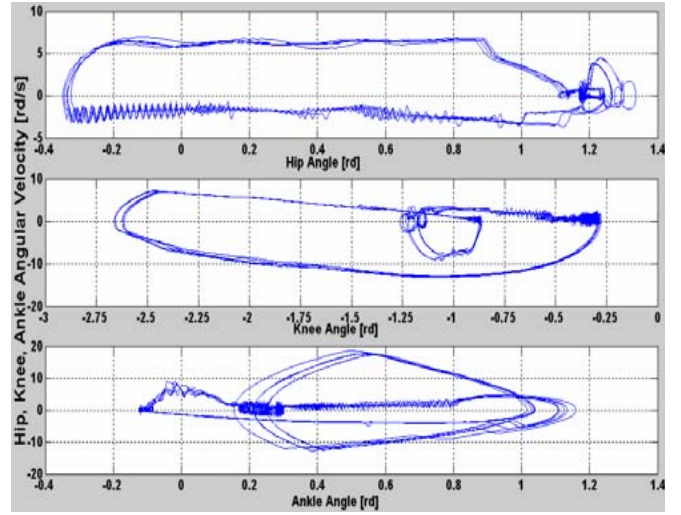 Hip, Knee, Ankle Angular Velocity [rd/s]
10
5
0
-5
-0.4 -0.2 0 0.2 0.4 0.6 0.8 1 1.2 1.4
Hip Angle [rd]
10
0
-10
-20
-3 -2.75 -2.5 -2.25 -2 -1.75 -1.5 -1.25 -1 -0.75 -0.5 -0.25 0
Knee Angle [rd]
20
10
0
-10
-20
-0.4 -0.2 0 0.2 0.4 0.6 0.8 1 1.2 1.4
Ankle Angle [rd]